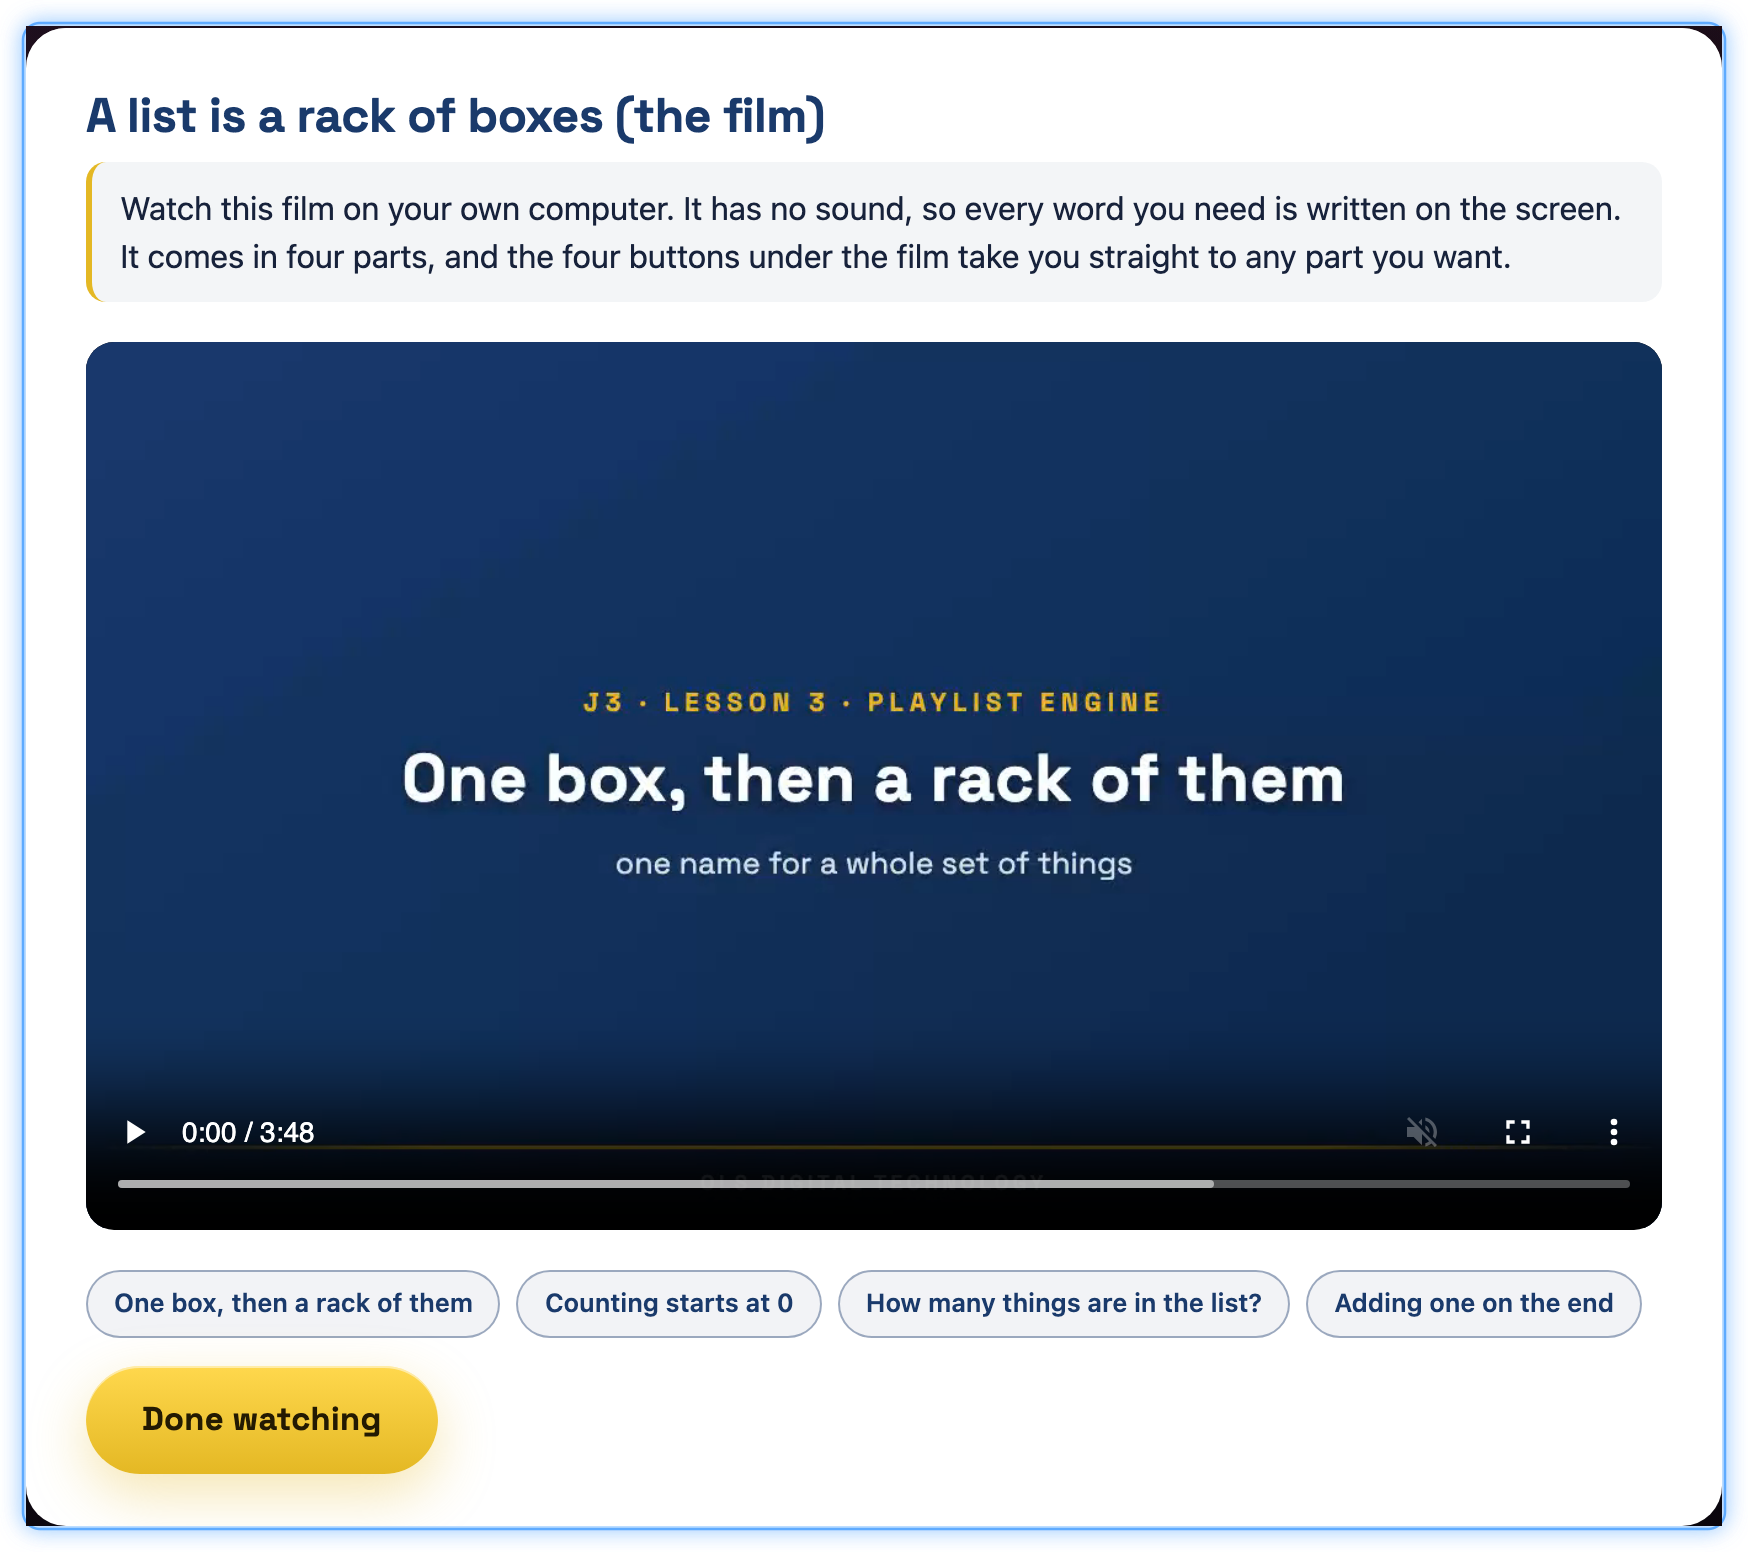 A list is a rack of boxes (the film)
Watch this film on your own computer. It has no sound, so every word you need is written on the screen.
It comes in four parts, and the four buttons under the film take you straight to any part you want.
J3 · LESSON 3 · PLAYLIST ENGINE
One box, then a rack of them
one name for a whole set of things
0:00 / 3:48
One box, then a rack of them
Counting starts at 0
How many things are in the list?
Adding one on the end
Done watching